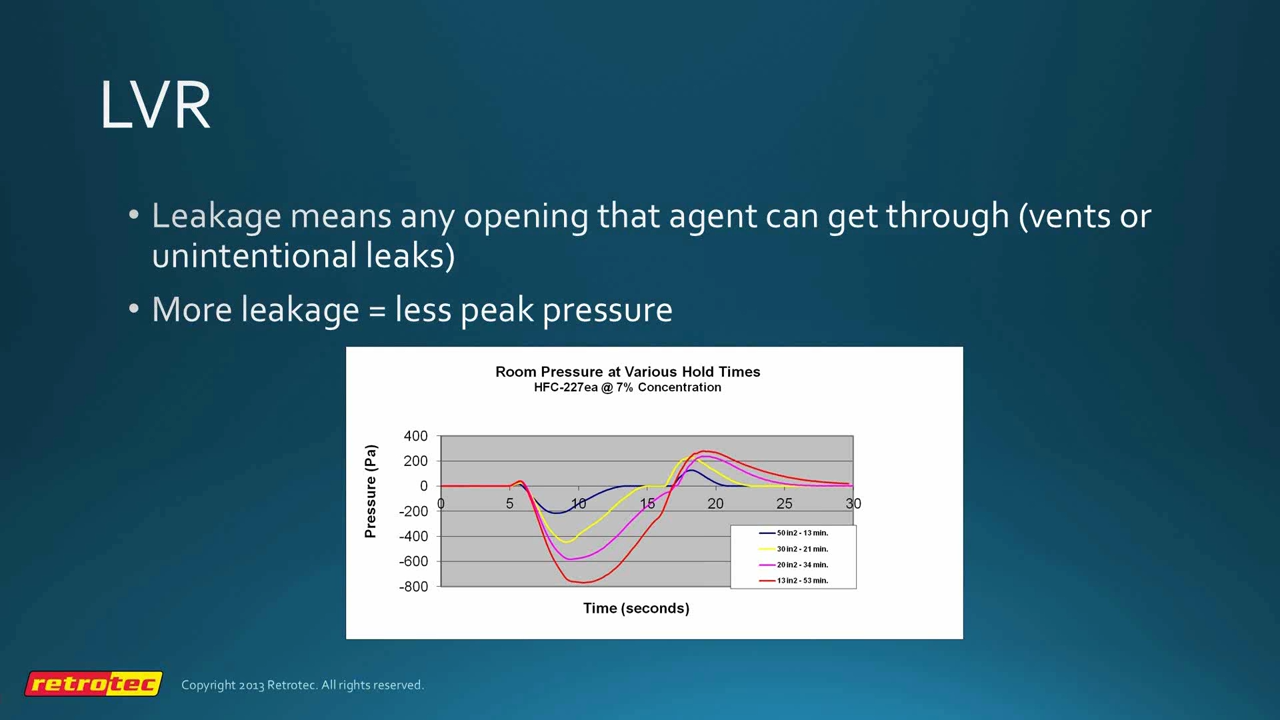 LVR
• Leakage means any opening that agent can get through (vents or
unintentional leaks)
• More leakage = less peak pressure
Room Pressure at Various Hold Times
HFC-227ea @ 7% Concentration
Pressure (Pa)
400
200
0
-200
-400
-600
-800
0 5 10 15 20 25 30
50 in2 - 13 min.
30 in2 - 21 min.
20 in2 - 34 min.
13 in2 - 53 min.
Time (seconds)
retrotec
Copyright 2013 Retrotec. All rights reserved.